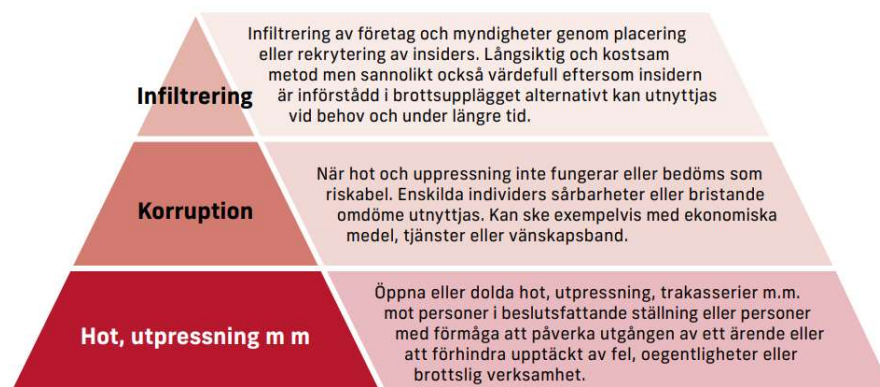 Infiltrering
Infiltrering av företag och myndigheter genom placering
eller rekrytering av insiders. Långsiktig och kostsam
metod men sannolikt också värdefull eftersom insidern
är införstådd i brottsupplägget alternativt kan utnyttjas
vid behov och under längre tid.
Korruption
När hot och uppressning inte fungerar eller bedöms som
riskabel. Enskilda individers sårbarheter eller bristande
omdöme utnyttjas. Kan ske exempelvis med ekonomiska
medel, tjänster eller vänskapsband.
Hot, utpressning m m
Öppna eller dolda hot, utpressning, trakasserier m.m.
mot personer i beslutsfattande ställning eller personer
med förmåga att påverka utgången av ett ärende eller
att förhindra upptäckt av fel, oegentligheter eller
brottslig verksamhet.